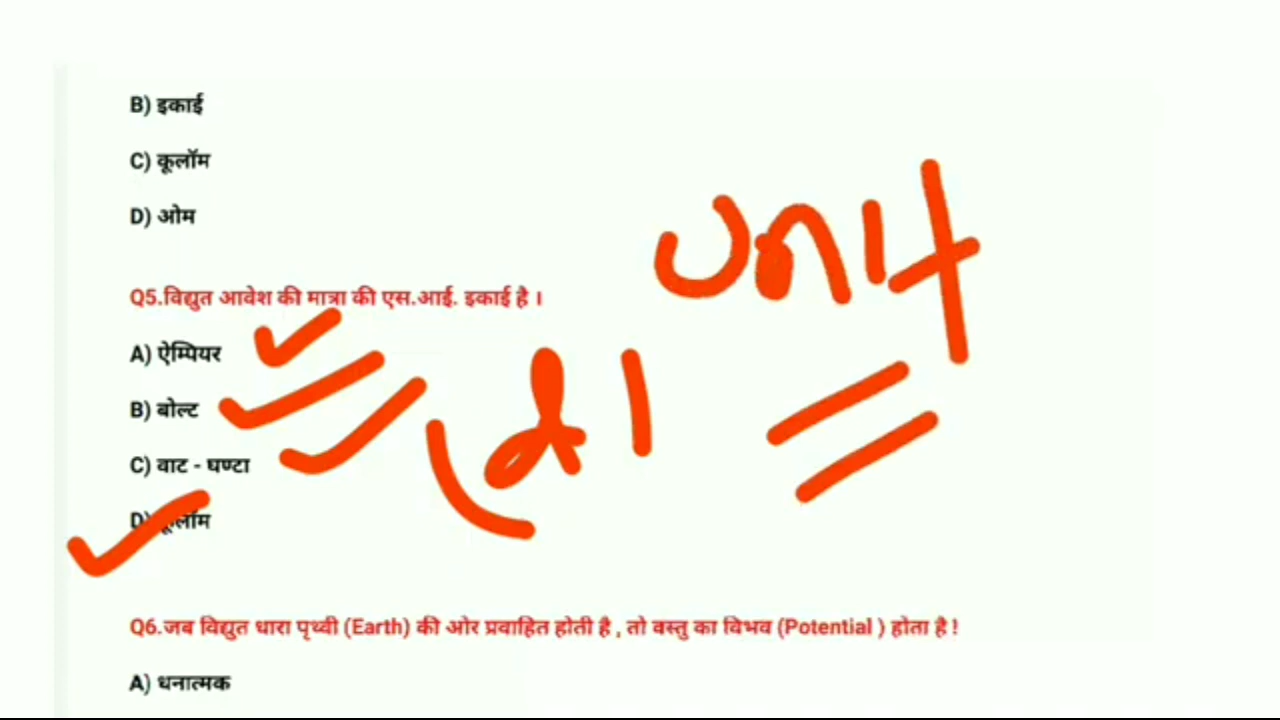 B) इकाई
C) कूलॉम
D) ओम
Q5.विद्युत आवेश की मात्रा की एस.आई. इकाई है ।
A) ऐम्पियर
B) बोल्ट
C) वाट - घण्टा
D) कूलॉम
Q6.जब विद्युत धारा पृथ्वी (Earth) की ओर प्रवाहित होती है , तो वस्तु का विभव (Potential ) होता है !
A) धनात्मक